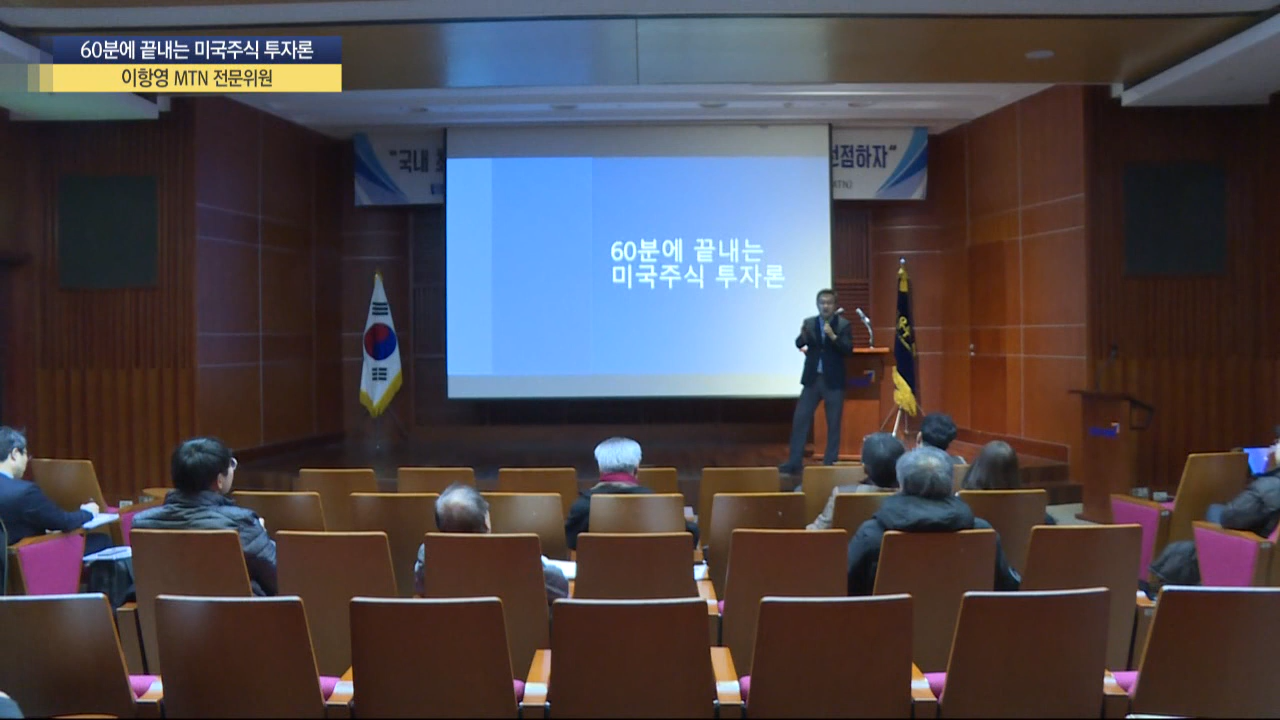 60분에 끝내는 미국주식 투자론
이항영 MTN 전문위원
"국내
선점하자"
60분에 끝내는
미국주식 투자론